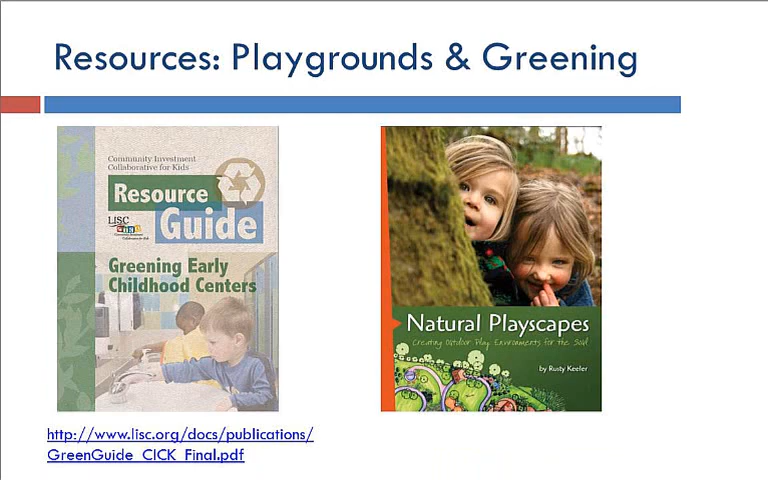 Resources: Playgrounds & Greening
Community Investment
Collaborative for Kids
Resource
Guide
LISC
Greening Early
Childhood Centers
Natural Playscapes
Creating Outdoor Play Environments for the Soul
by Rusty Keeler
http://www.lisc.org/docs/publications/
GreenGuide_CICK_Final.pdf